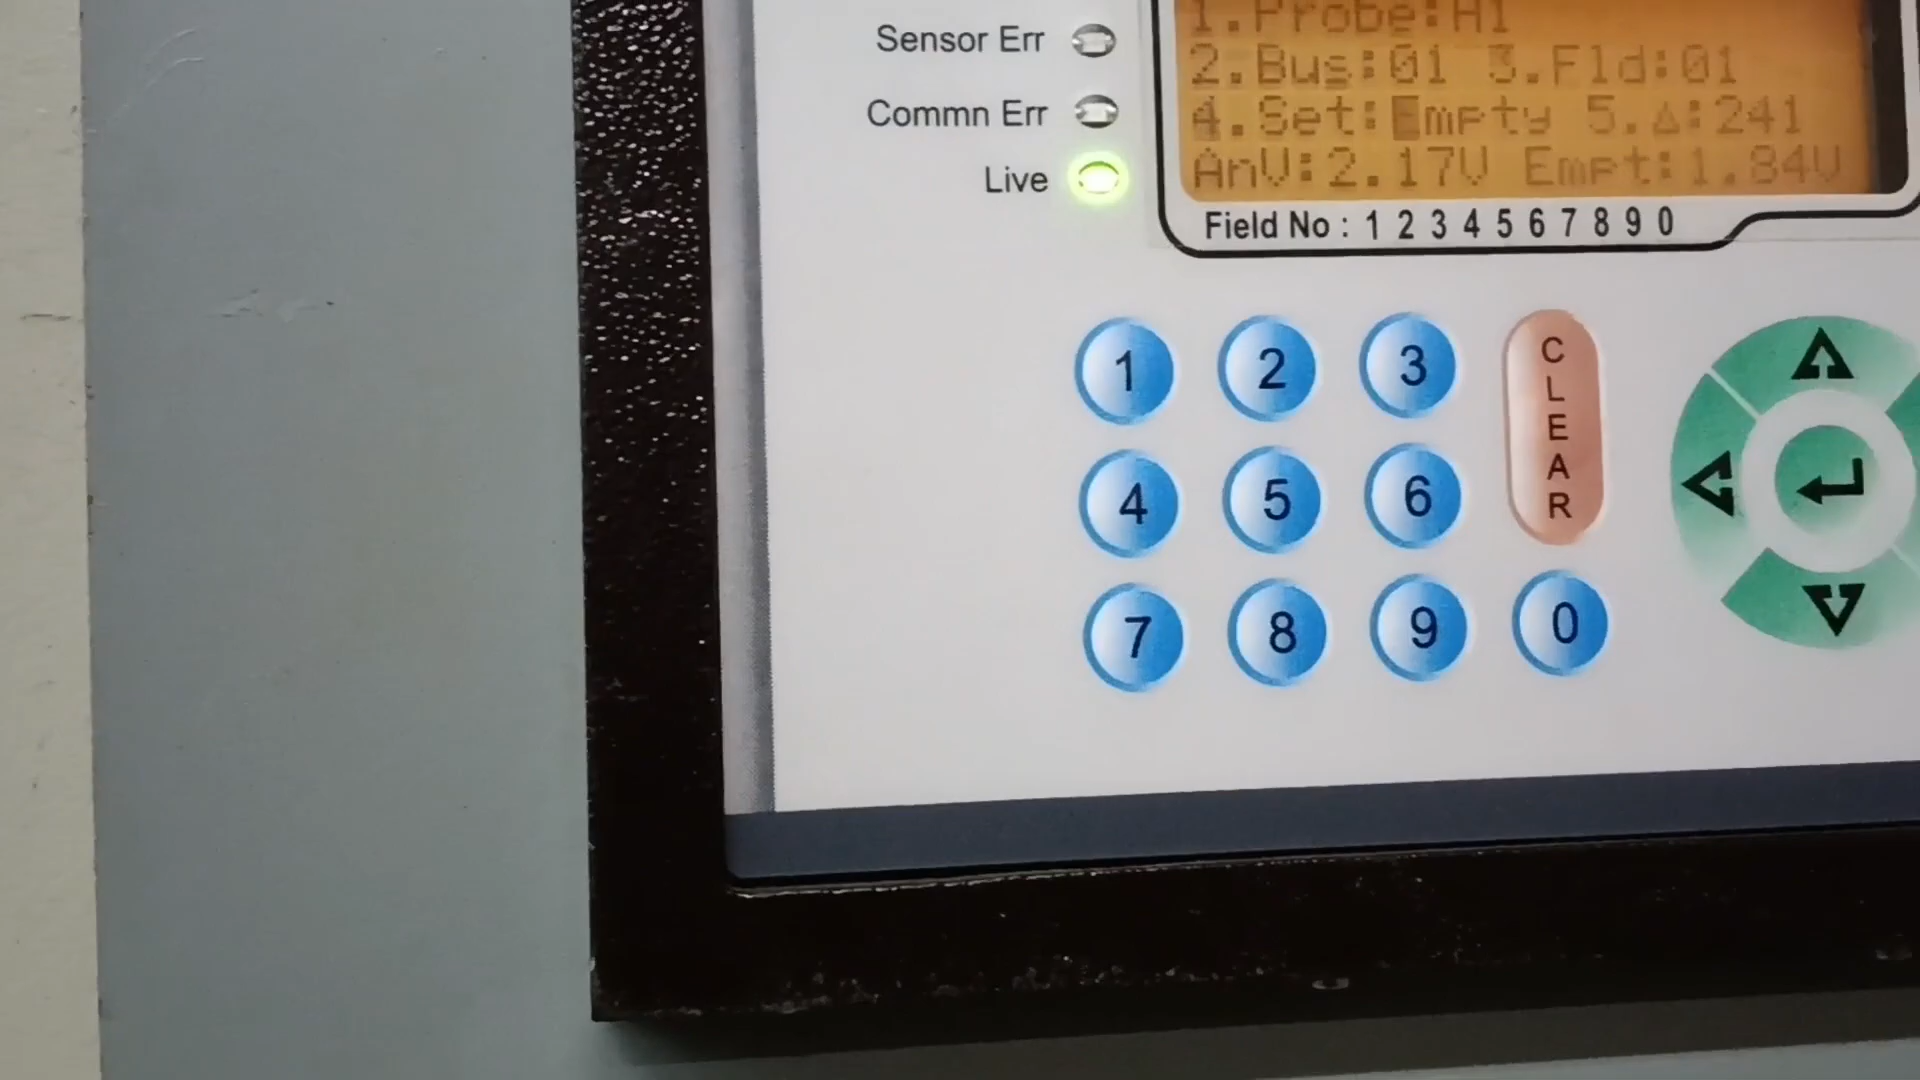 Sensor Err
Commn Err
Live
1.Probe:H1
2.Bus:01 3.Fld:01
4.Set:Empty 5.△:241
AnV:2.17V Empt:1.84V
Field No : 1 2 3 4 5 6 7 8 9 0
1 2 3
4 5 6
7 8 9 0
CLEAR